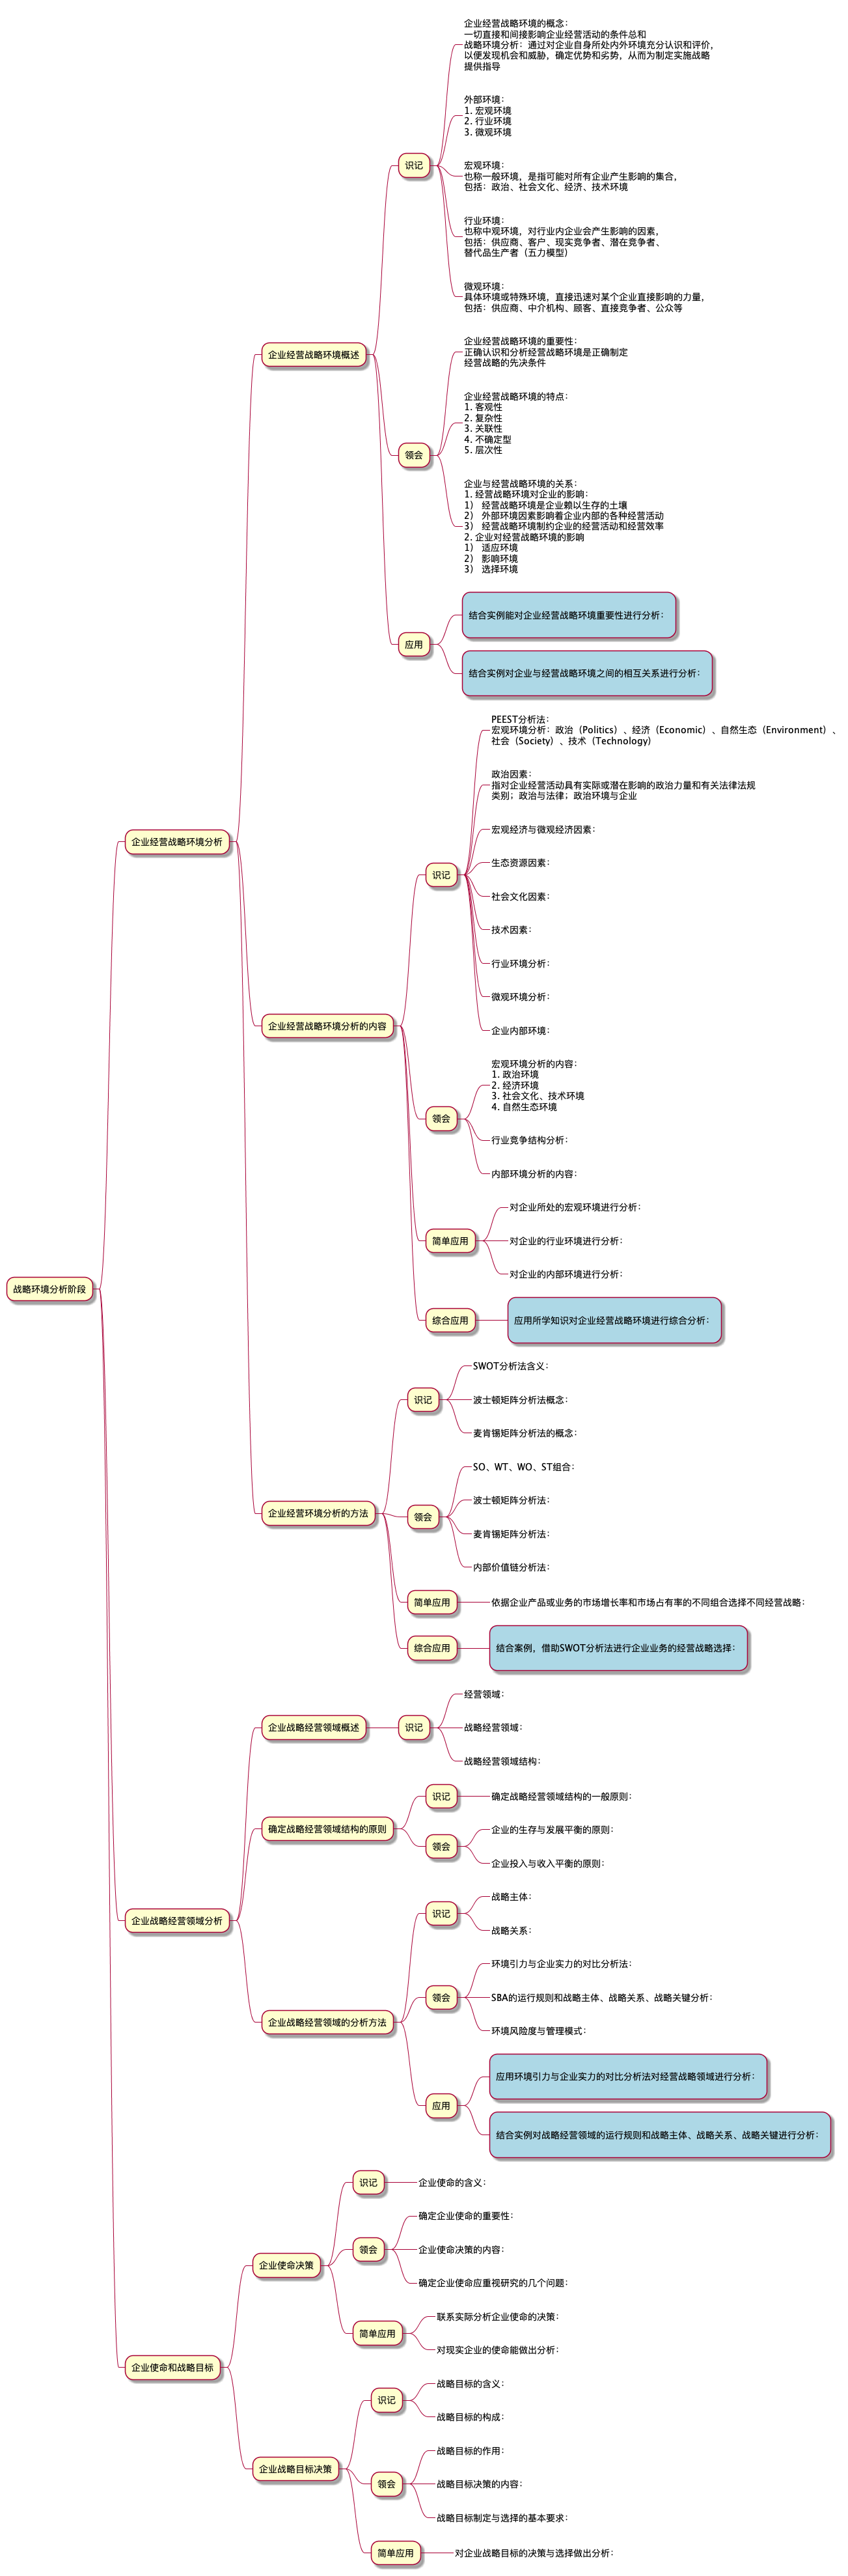 战略环境分析阶段
企业经营战略环境分析
企业经营战略环境概述
识记
企业经营战略环境的概念：
一切直接和间接影响企业经营活动的条件总和
战略环境分析：通过对企业自身所处内外环境充分认识和评价，
以便发现机会和威胁，确定优势和劣势，从而为制定实施战略
提供指导
外部环境：
1. 宏观环境
2. 行业环境
3. 微观环境
宏观环境：
也称一般环境，是指可能对所有企业产生影响的集合，
包括：政治、社会文化、经济、技术环境
行业环境：
也称中观环境，对行业内企业会产生影响的因素，
包括：供应商、客户、现实竞争者、潜在竞争者、
替代品生产者（五力模型）
微观环境：
具体环境或特殊环境，直接迅速对某个企业直接影响的力量，
包括：供应商、中介机构、顾客、直接竞争者、公众等
领会
企业经营战略环境的重要性：
正确认识和分析经营战略环境是正确制定
经营战略的先决条件
企业经营战略环境的特点：
1. 客观性
2. 复杂性
3. 关联性
4. 不确定型
5. 层次性
企业与经营战略环境的关系：
1. 经营战略环境对企业的影响：
1） 经营战略环境是企业赖以生存的土壤
2） 外部环境因素影响着企业内部的各种经营活动
3） 经营战略环境制约企业的经营活动和经营效率
2. 企业对经营战略环境的影响
1） 适应环境
2） 影响环境
3） 选择环境
应用
结合实例能对企业经营战略环境重要性进行分析：
结合实例对企业与经营战略环境之间的相互关系进行分析：
企业经营战略环境分析的内容
识记
PEEST分析法：
宏观环境分析：政治（Politics）、经济（Economic）、自然生态（Environment）、
社会（Society）、技术（Technology）
政治因素：
指对企业经营活动具有实际或潜在影响的政治力量和有关法律法规
类别；政治与法律；政治环境与企业
宏观经济与微观经济因素：
生态资源因素：
社会文化因素：
技术因素：
行业环境分析：
微观环境分析：
企业内部环境：
领会
宏观环境分析的内容：
1. 政治环境
2. 经济环境
3. 社会文化、技术环境
4. 自然生态环境
行业竞争结构分析：
内部环境分析的内容：
简单应用
对企业所处的宏观环境进行分析：
对企业的行业环境进行分析：
对企业的内部环境进行分析：
综合应用
应用所学知识对企业经营战略环境进行综合分析：
企业经营环境分析的方法
识记
SWOT分析法含义：
波士顿矩阵分析法概念：
麦肯锡矩阵分析法的概念：
领会
SO、WT、WO、ST组合：
波士顿矩阵分析法：
麦肯锡矩阵分析法：
内部价值链分析法：
简单应用
依据企业产品或业务的市场增长率和市场占有率的不同组合选择不同经营战略：
综合应用
结合案例，借助SWOT分析法进行企业业务的经营战略选择：
企业战略经营领域分析
企业战略经营领域概述
识记
经营领域：
战略经营领域：
战略经营领域结构：
确定战略经营领域结构的原则
识记
确定战略经营领域结构的一般原则：
领会
企业的生存与发展平衡的原则：
企业投入与收入平衡的原则：
企业战略经营领域的分析方法
识记
战略主体：
战略关系：
领会
环境引力与企业实力的对比分析法：
SBA的运行规则和战略主体、战略关系、战略关键分析：
环境风险度与管理模式：
应用
应用环境引力与企业实力的对比分析法对经营战略领域进行分析：
结合实例对战略经营领域的运行规则和战略主体、战略关系、战略关键进行分析：
企业使命和战略目标
企业使命决策
识记
企业使命的含义：
领会
确定企业使命的重要性：
企业使命决策的内容：
确定企业使命应重视研究的几个问题：
简单应用
联系实际分析企业使命的决策：
对现实企业的使命能做出分析：
企业战略目标决策
识记
战略目标的含义：
战略目标的构成：
领会
战略目标的作用：
战略目标决策的内容：
战略目标制定与选择的基本要求：
简单应用
对企业战略目标的决策与选择做出分析：